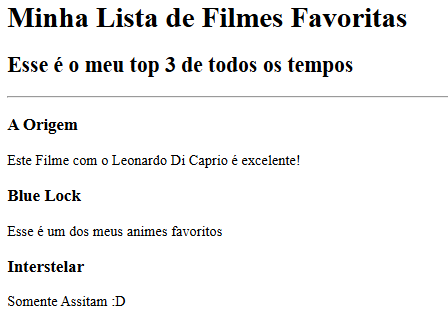 Minha Lista de Filmes Favoritas
Esse é o meu top 3 de todos os tempos
A Origem
Este Filme com o Leonardo Di Caprio é excelente!
Blue Lock
Esse é um dos meus animes favoritos
Interstelar
Somente Assitam :D